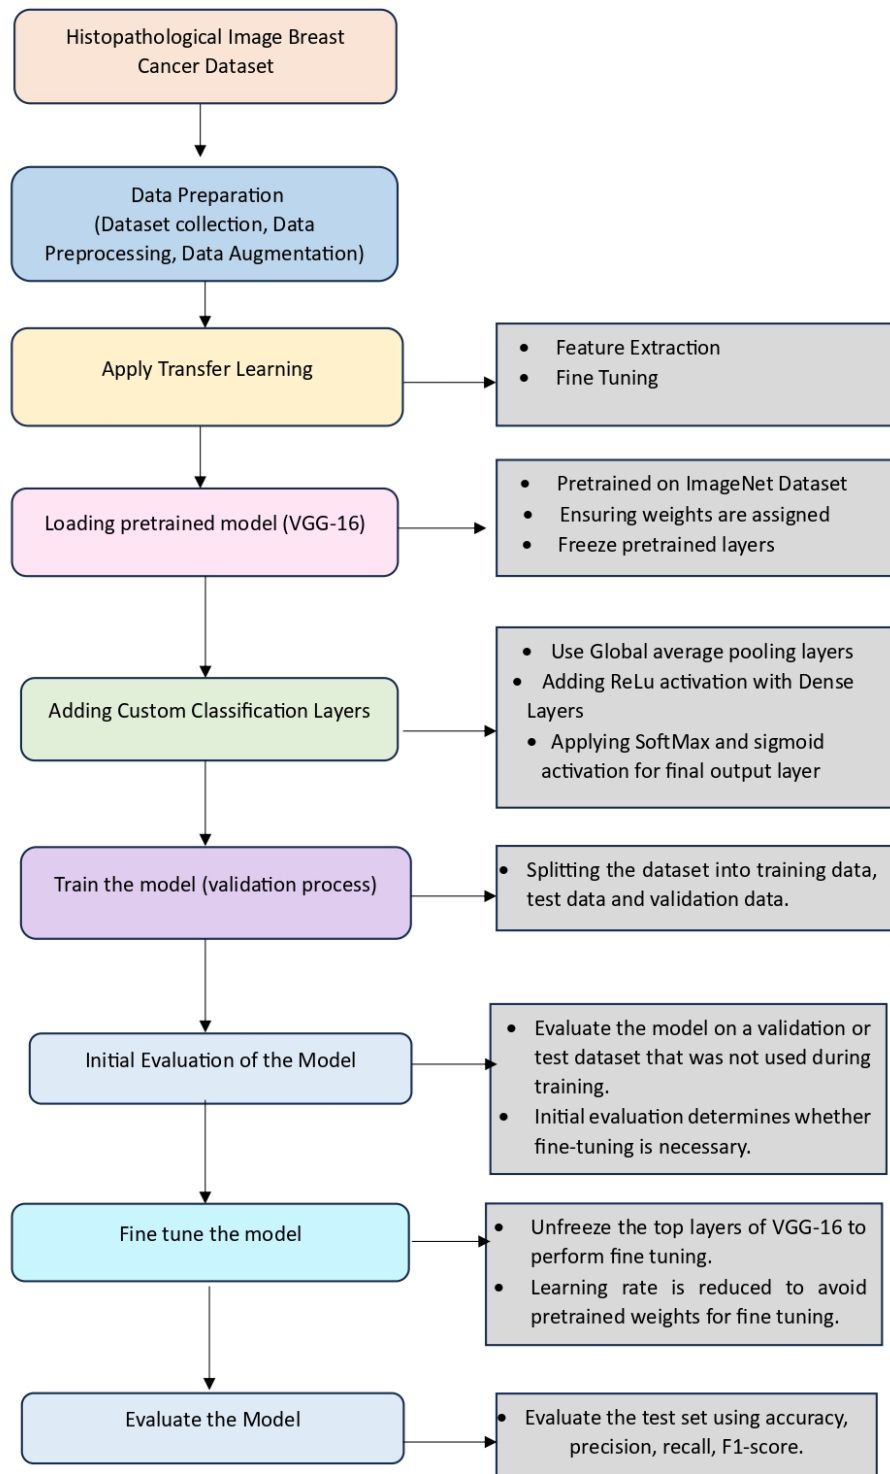 Histopathological Image Breast
Cancer Dataset
Data Preparation
(Dataset collection, Data
Preprocessing, Data Augmentation)
Apply Transfer Learning
• Feature Extraction
• Fine Tuning
Loading pretrained model (VGG-16)
• Pretrained on ImageNet Dataset
• Ensuring weights are assigned
• Freeze pretrained layers
Adding Custom Classification Layers
• Use Global average pooling layers
• Adding ReLu activation with Dense
Layers
• Applying SoftMax and sigmoid
activation for final output layer
Train the model (validation process)
• Splitting the dataset into training data,
test data and validation data.
Initial Evaluation of the Model
• Evaluate the model on a validation or
test dataset that was not used during
training.
• Initial evaluation determines whether
fine-tuning is necessary.
Fine tune the model
• Unfreeze the top layers of VGG-16 to
perform fine tuning.
• Learning rate is reduced to avoid
pretrained weights for fine tuning.
Evaluate the Model
• Evaluate the test set using accuracy,
precision, recall, F1-score.